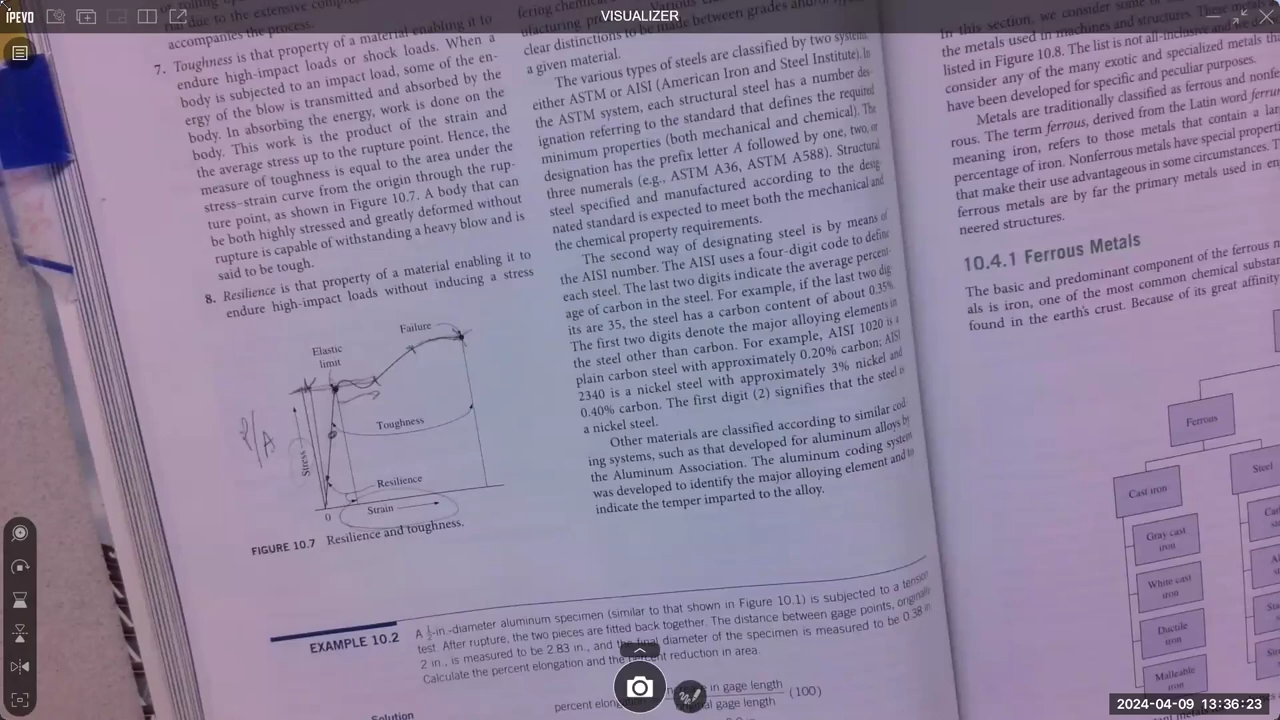 IPEVO
VISUALIZER
accompanies the process.
7. Toughness is that property of a material enabling it to
endure high-impact loads or shock loads. When a
body is subjected to an impact load, some of the en-
ergy of the blow is transmitted and absorbed by the
body. In absorbing the energy, work is done on the
body. This work is the product of the strain and
the average stress up to the rupture point. Hence, the
measure of toughness is equal to the area under the
stress–strain curve from the origin through the rup-
ture point, as shown in Figure 10.7. A body that can
be both highly stressed and greatly deformed without
rupture is capable of withstanding a heavy blow and is
said to be tough.
8. Resilience is that property of a material enabling it to
endure high-impact loads without inducing a stress
Failure
Elastic
limit
P/A
Stress
Toughness
Resilience
0
Strain
FIGURE 10.7 Resilience and toughness.
clear distinctions to be made between grades and/or
a given material.
The various types of steels are classified by two systems,
either ASTM or AISI (American Iron and Steel Institute). In
the ASTM system, each structural steel has a number des-
ignation referring to the standard that defines the required
minimum properties (both mechanical and chemical). The
designation has the prefix letter A followed by one, two, or
three numerals (e.g., ASTM A36, ASTM A588). Structural
steel specified and manufactured according to the desig-
nated standard is expected to meet both the mechanical and
the chemical property requirements.
The second way of designating steel is by means of
the AISI number. The AISI uses a four-digit code to define
each steel. The last two digits indicate the average percent-
age of carbon in the steel. For example, if the last two dig-
its are 35, the steel has a carbon content of about 0.35%
The first two digits denote the major alloying elements in
the steel other than carbon. For example, AISI 1020 is a
plain carbon steel with approximately 0.20% carbon; AISI
2340 is a nickel steel with approximately 3% nickel and
0.40% carbon. The first digit (2) signifies that the steel is
a nickel steel.
Other materials are classified according to similar cod
ing systems, such as that developed for aluminum alloys by
the Aluminum Association. The aluminum coding system
was developed to identify the major alloying element and to
indicate the temper imparted to the alloy.
EXAMPLE 10.2
A ½-in.-diameter aluminum specimen (similar to that shown in Figure 10.1) is subjected to a tension
test. After rupture, the two pieces are fitted back together. The distance between gage points, originally
2 in., is measured to be 2.83 in., and the final diameter of the specimen is measured to be 0.38 in.
Calculate the percent elongation and the percent reduction in area.
Solution
percent in gage length
gage length (100)
In this section, we consider some of
the metals used in machines and structures. These
listed in Figure 10.8. The list is not all-inclusive and
consider any of the many exotic and specialized metals tha
have been developed for specific and peculiar purposes.
Metals are traditionally classified as ferrous and nonfe
rous. The term ferrous, derived from the Latin word ferru
meaning iron, refers to those metals that contain a lar
percentage of iron. Nonferrous metals have special propert
that make their use advantageous in some circumstances. T
ferrous metals are by far the primary metals used in en
neered structures.
10.4.1 Ferrous Metals
The basic and predominant component of the ferrous
als is iron, one of the most common chemical substan
found in the earth's crust. Because of its great affinity
Ferrous
Cast iron
Steel
Gray cast
iron
White cast
iron
Ductile
iron
Malleable
iron
2024-04-09 13:36:23